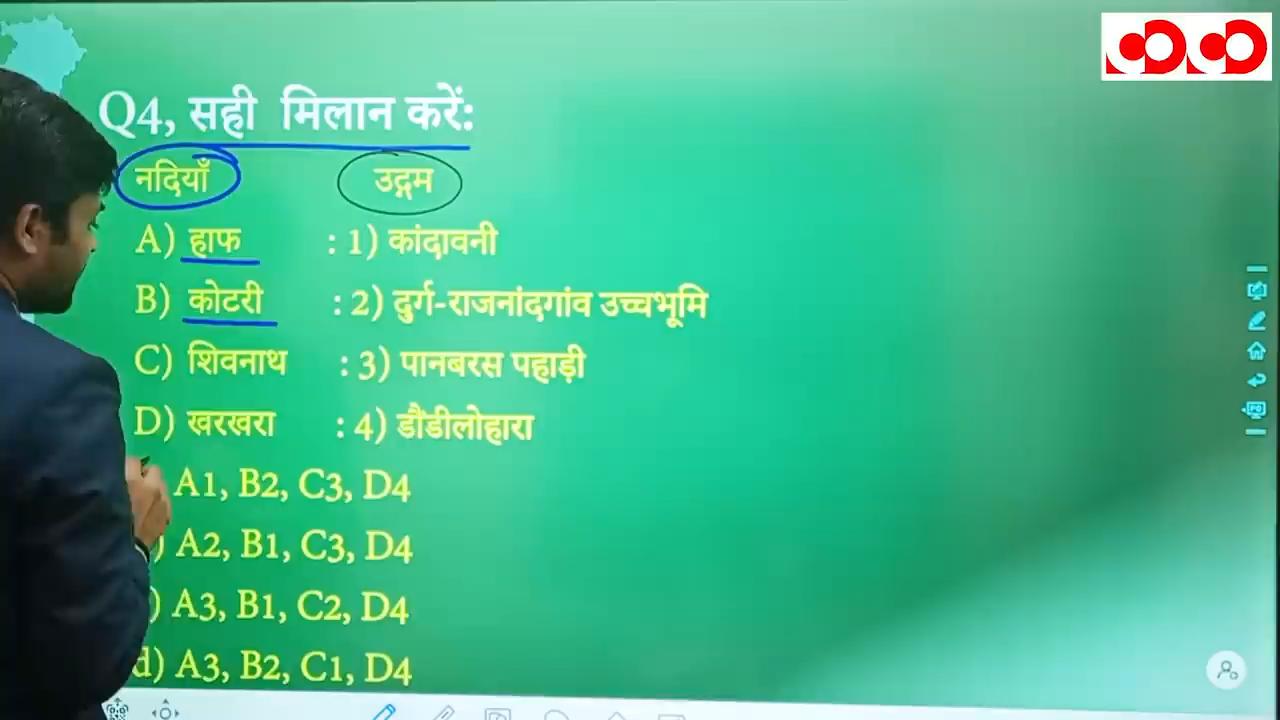 Q4, सही मिलान करें:
नदियाँ उद्गम
A) हाफ : 1) कांदावनी
B) कोटरी : 2) दुर्ग-राजनांदगांव उच्चभूमि
C) शिवनाथ : 3) पानबरस पहाड़ी
D) खरखरा : 4) डौंडीलोहारा
A1, B2, C3, D4
) A2, B1, C3, D4
) A3, B1, C2, D4
d) A3, B2, C1, D4